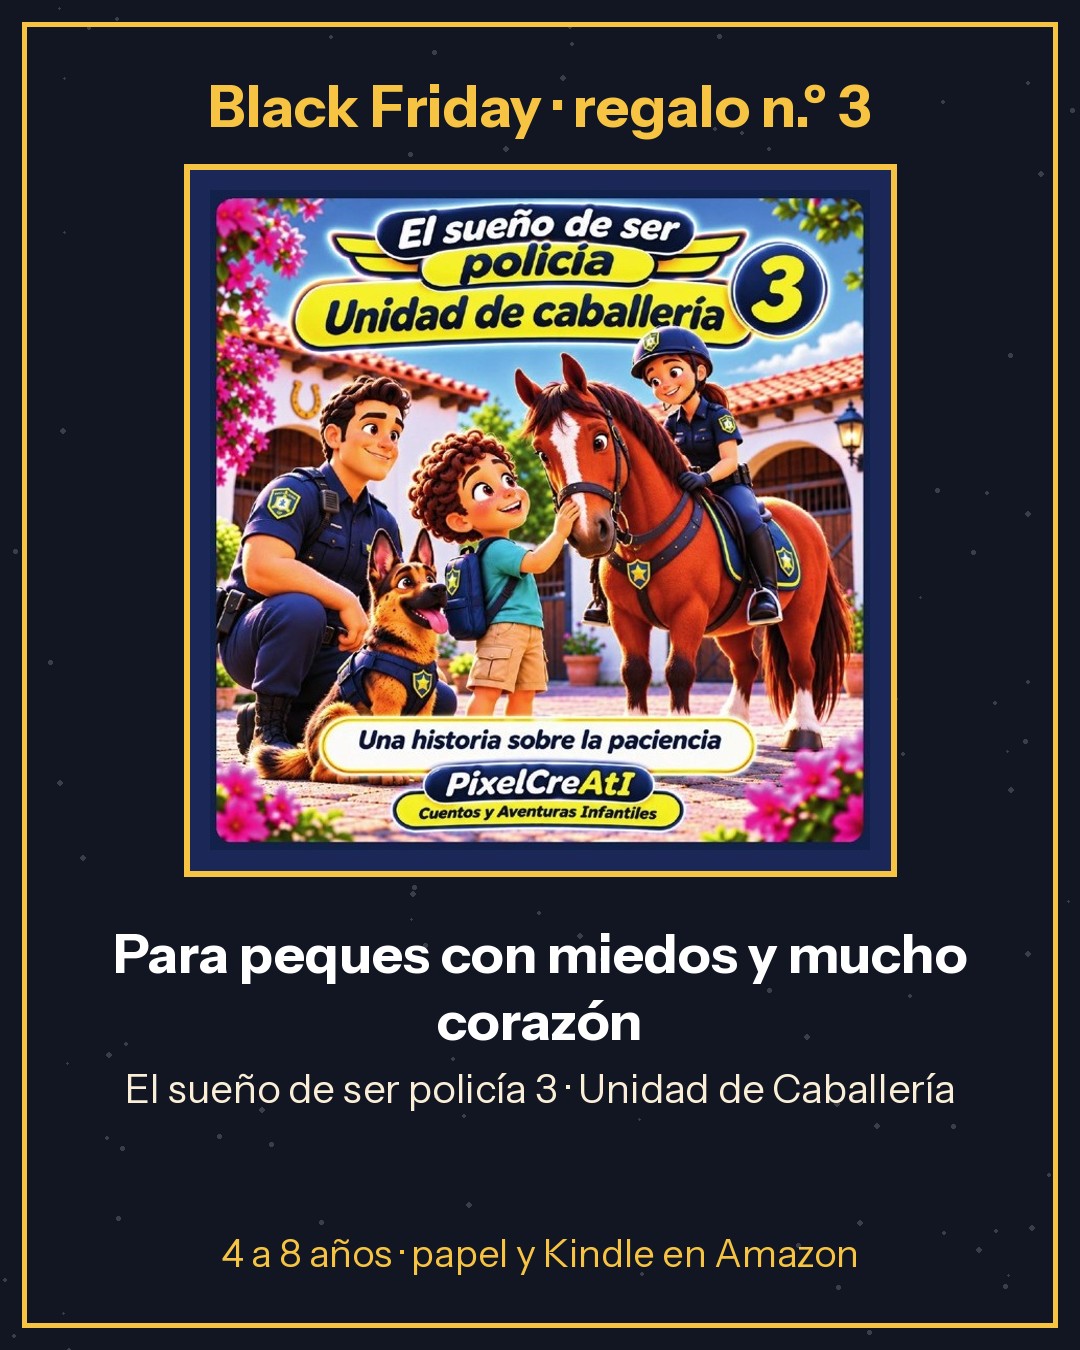 Black Friday · regalo n.º 3
El sueño de ser
policía
Unidad de caballería
3
Una historia sobre la paciencia
PixelCreAtI
Cuentos y Aventuras Infantiles
Para peques con miedos y mucho
corazón
El sueño de ser policía 3 · Unidad de Caballería
4 a 8 años · papel y Kindle en Amazon